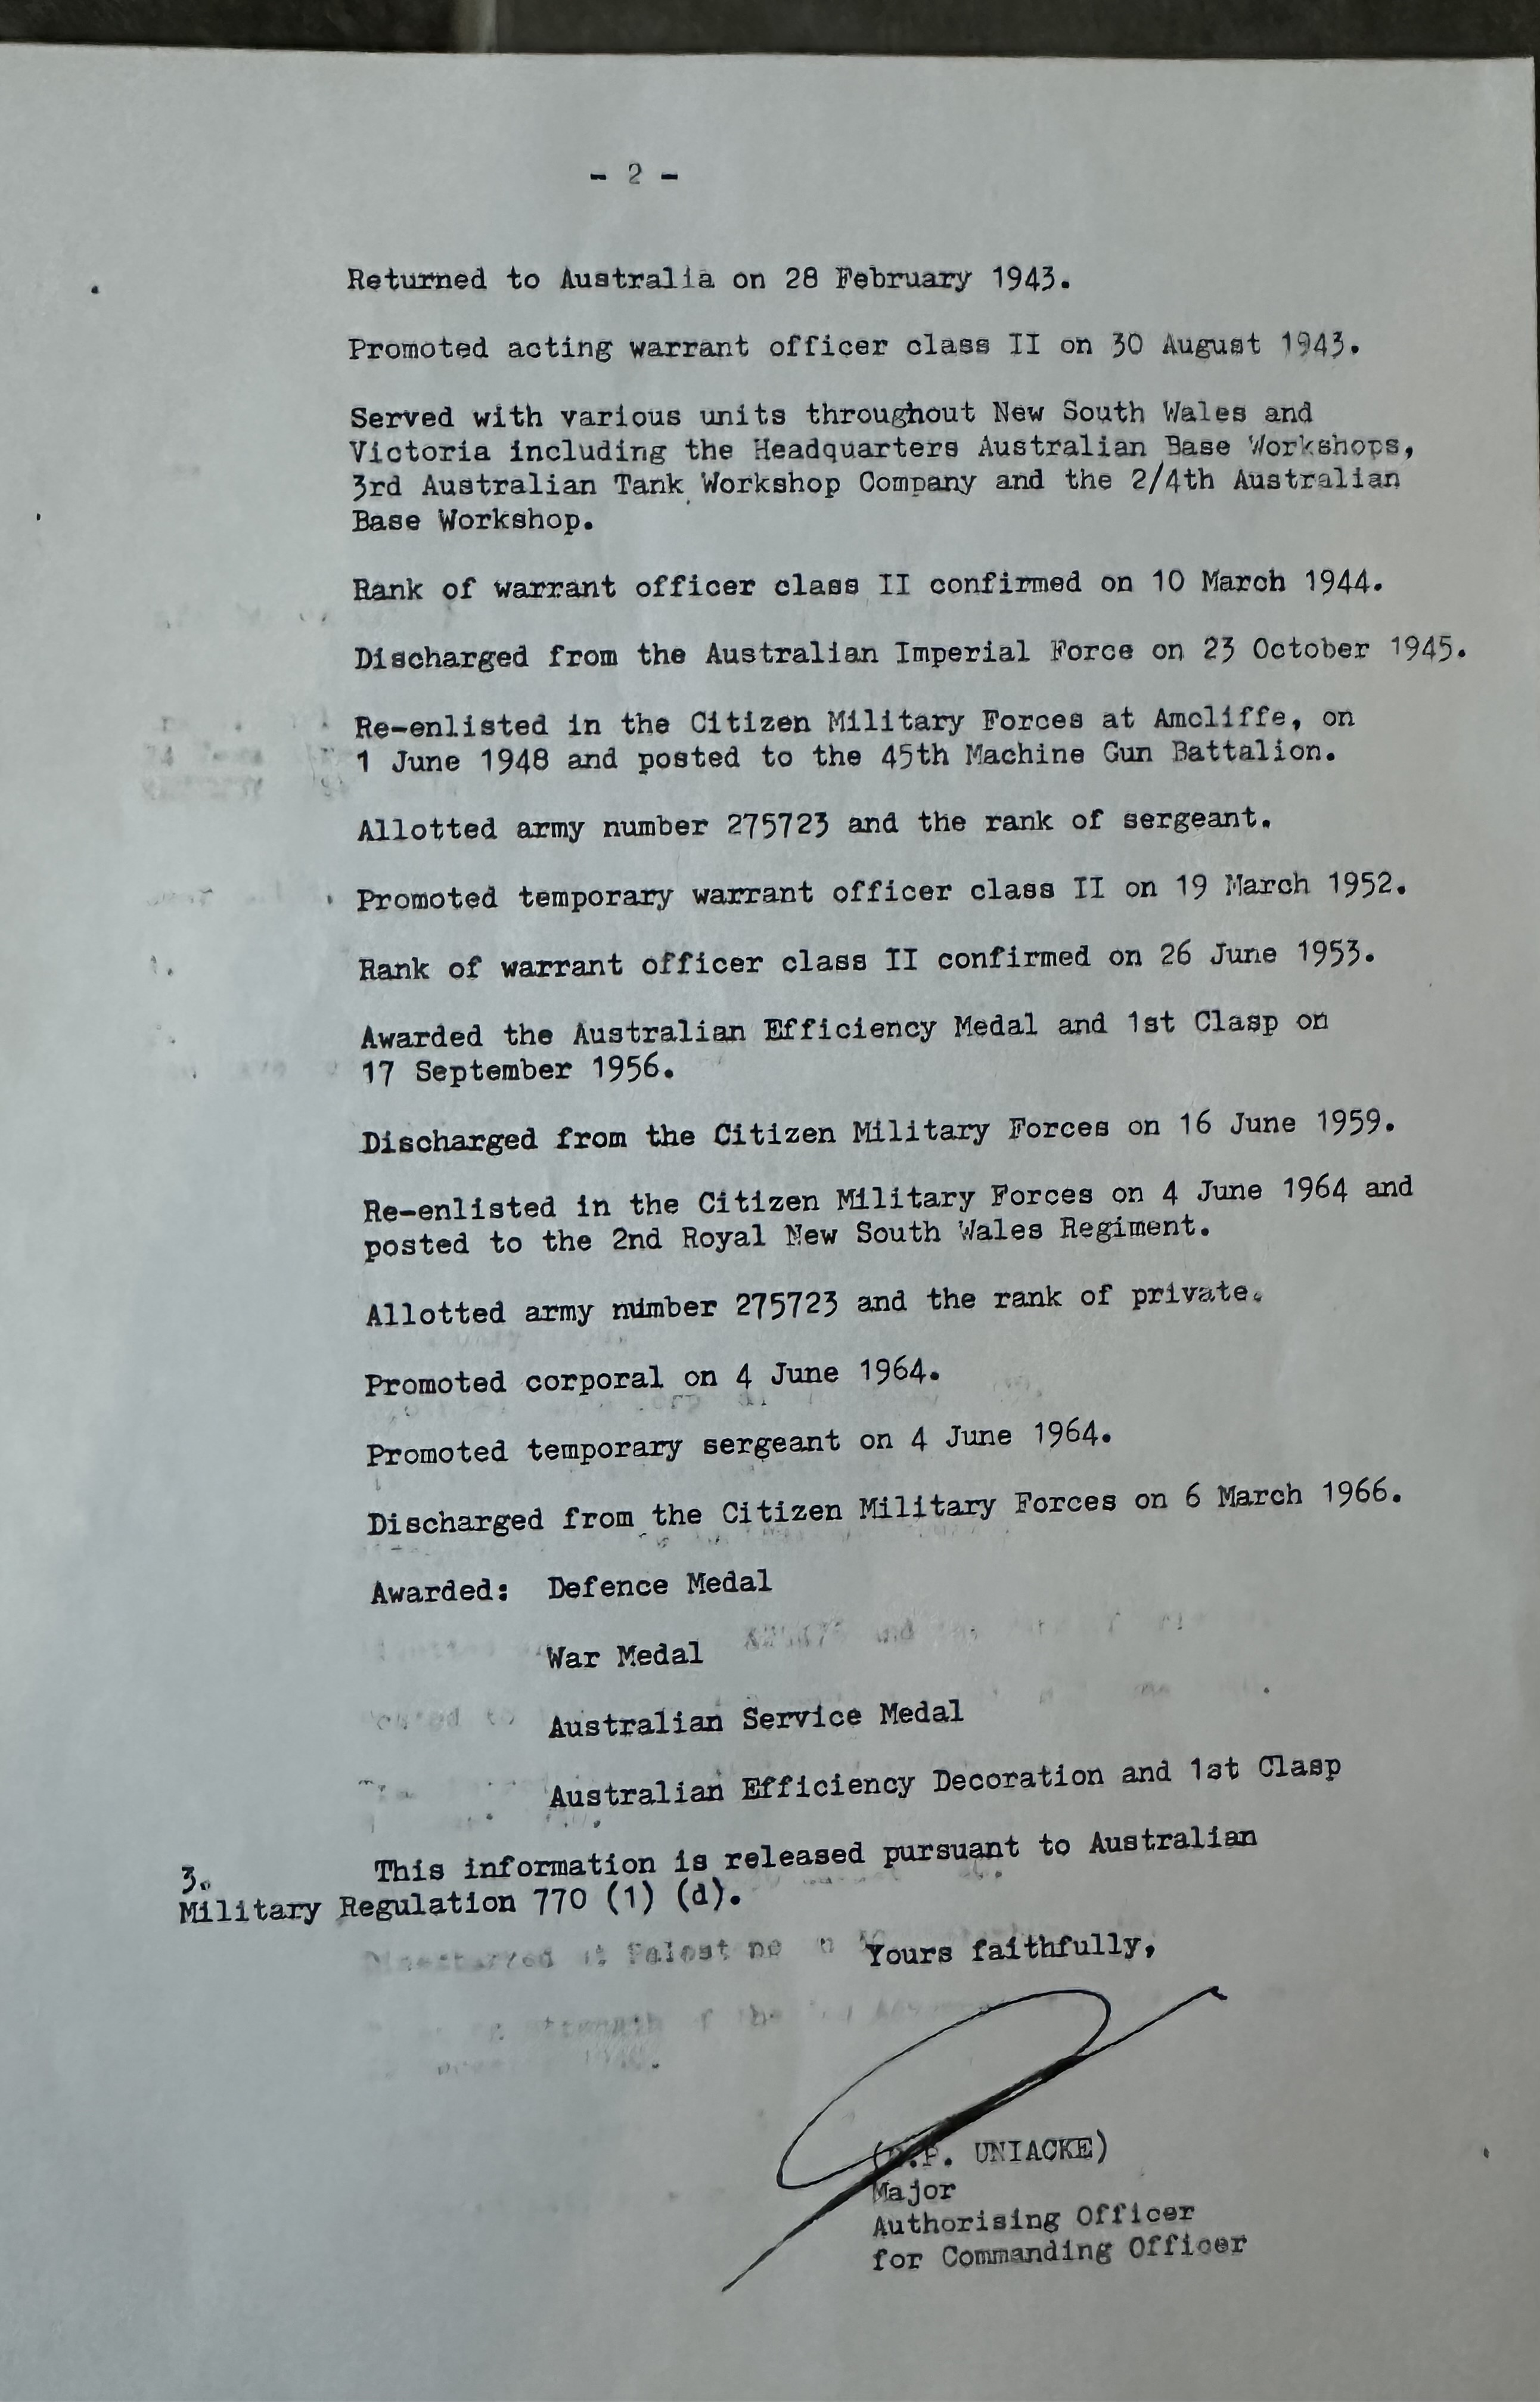 - 2 -
Returned to Australia on 28 February 1943.
Promoted acting warrant officer class II on 30 August 1943.
Served with various units throughout New South Wales and
Victoria including the Headquarters Australian Base Workshops,
3rd Australian Tank Workshop Company and the 2/4th Australian
Base Workshop.
Rank of warrant officer class II confirmed on 10 March 1944.
Discharged from the Australian Imperial Force on 23 October 1945.
Re-enlisted in the Citizen Military Forces at Amcliffe, on
1 June 1948 and posted to the 45th Machine Gun Battalion.
Allotted army number 275723 and the rank of sergeant.
Promoted temporary warrant officer class II on 19 March 1952.
Rank of warrant officer class II confirmed on 26 June 1953.
Awarded the Australian Efficiency Medal and 1st Clasp on
17 September 1956.
Discharged from the Citizen Military Forces on 16 June 1959.
Re-enlisted in the Citizen Military Forces on 4 June 1964 and
posted to the 2nd Royal New South Wales Regiment.
Allotted army number 275723 and the rank of private.
Promoted corporal on 4 June 1964.
Promoted temporary sergeant on 4 June 1964.
Discharged from the Citizen Military Forces on 6 March 1966.
Awarded: Defence Medal
War Medal
Australian Service Medal
Australian Efficiency Decoration and 1st Clasp
3. This information is released pursuant to Australian
Military Regulation 770 (1) (d).
Yours faithfully,
UNIACKE)
Major
Authorising Officer
for Commanding Officer